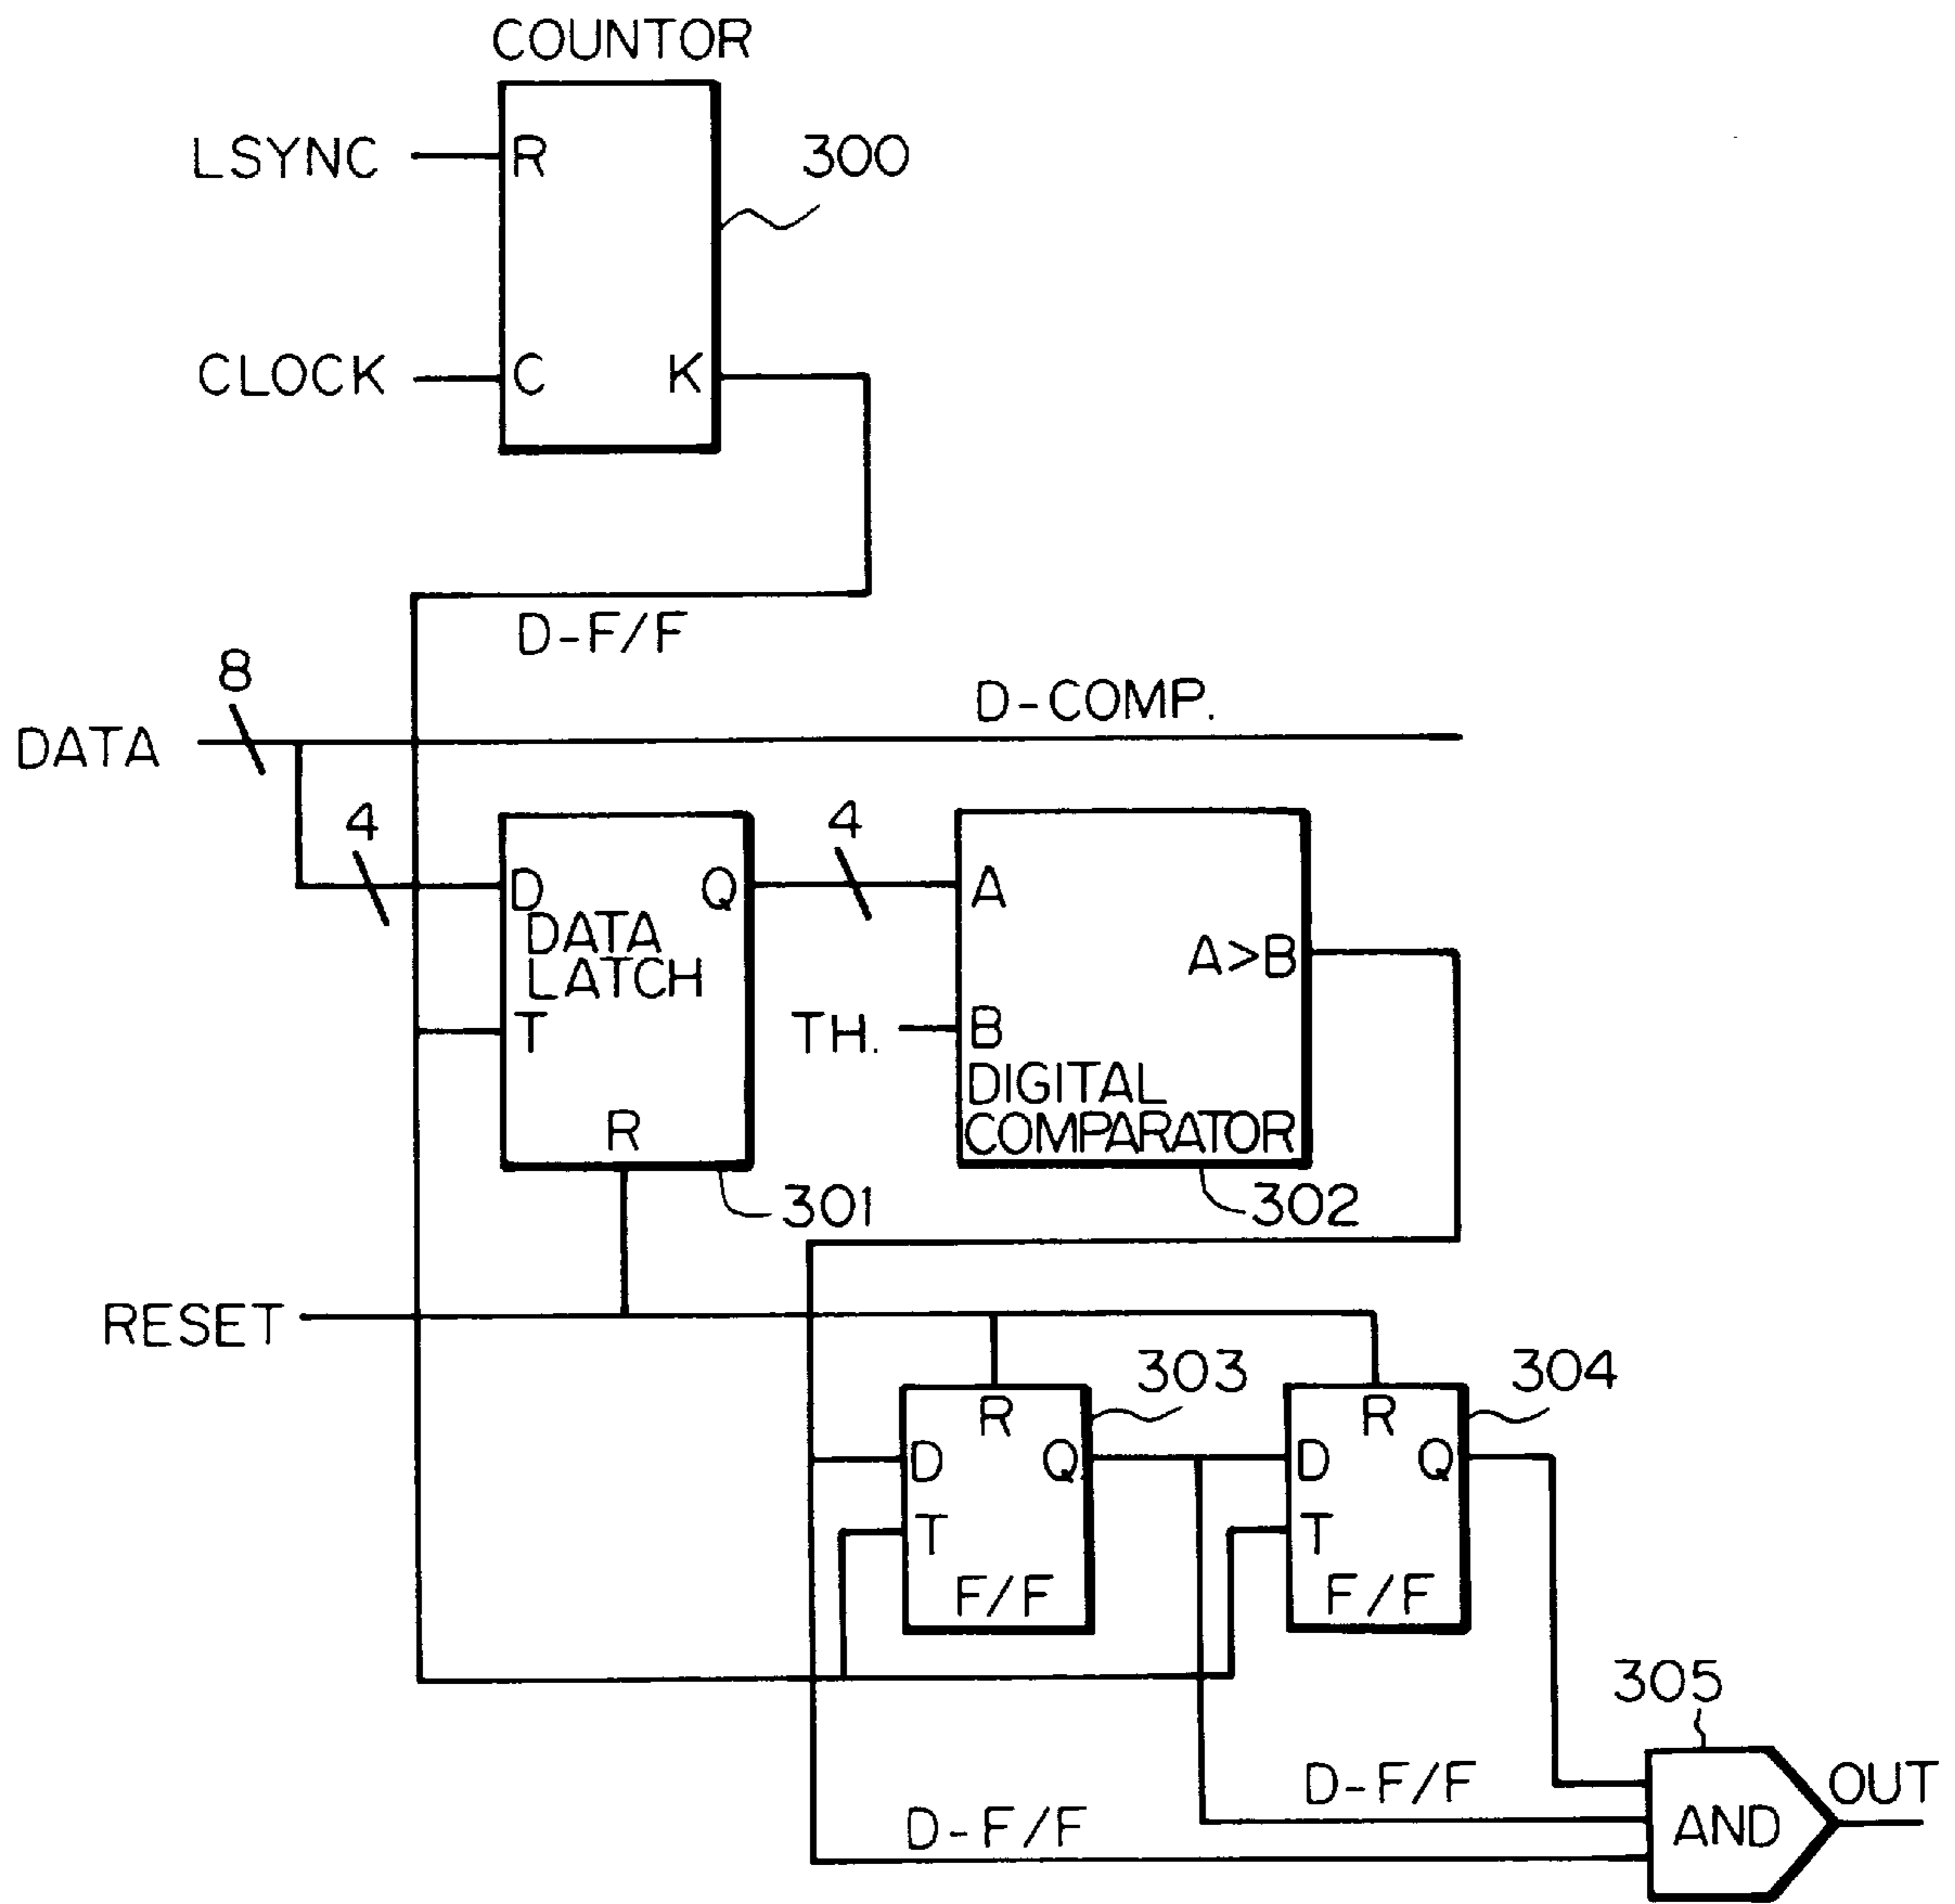 COUNTOR
LSYNC
R
300
CLOCK
C
K
D-F/F
8
D-COMP.
DATA
4
4
D
Q
A
DATA
LATCH
A>B
T
TH.
B
DIGITAL
COMPARATOR
R
301
302
RESET
303
304
R
R
D
Q
D
Q
T
T
F/F
F/F
305
D-F/F
OUT
D-F/F
AND